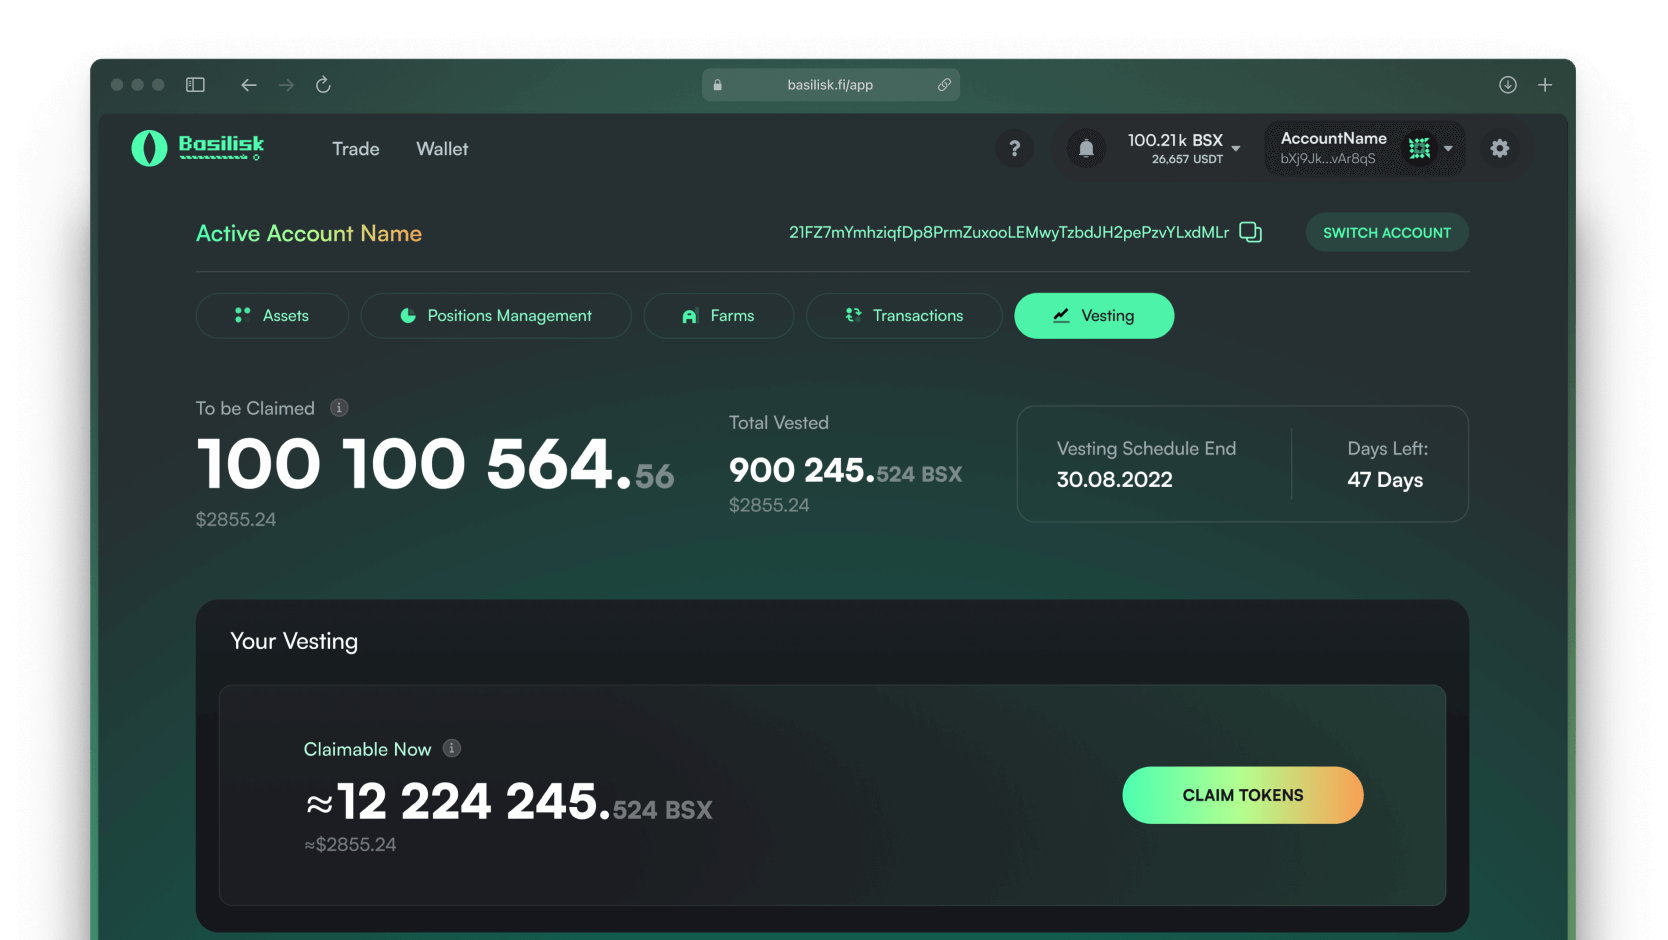 basilisk.fi/app
Basilisk
Trade
Wallet
?
100.21k BSX
26,657 USDT
AccountName
bXj9Jk...vAr8qS
Active Account Name
21FZ7mYmhziqfDp8PrmZuxooLEMwyTzbdJH2pePzvYLxdMLr
SWITCH ACCOUNT
Assets
Positions Management
Farms
Transactions
Vesting
To be Claimed i
100 100 564.56
$2855.24
Total Vested
900 245.524 BSX
$2855.24
Vesting Schedule End
30.08.2022
Days Left:
47 Days
Your Vesting
Claimable Now i
≈12 224 245.524 BSX
≈$2855.24
CLAIM TOKENS